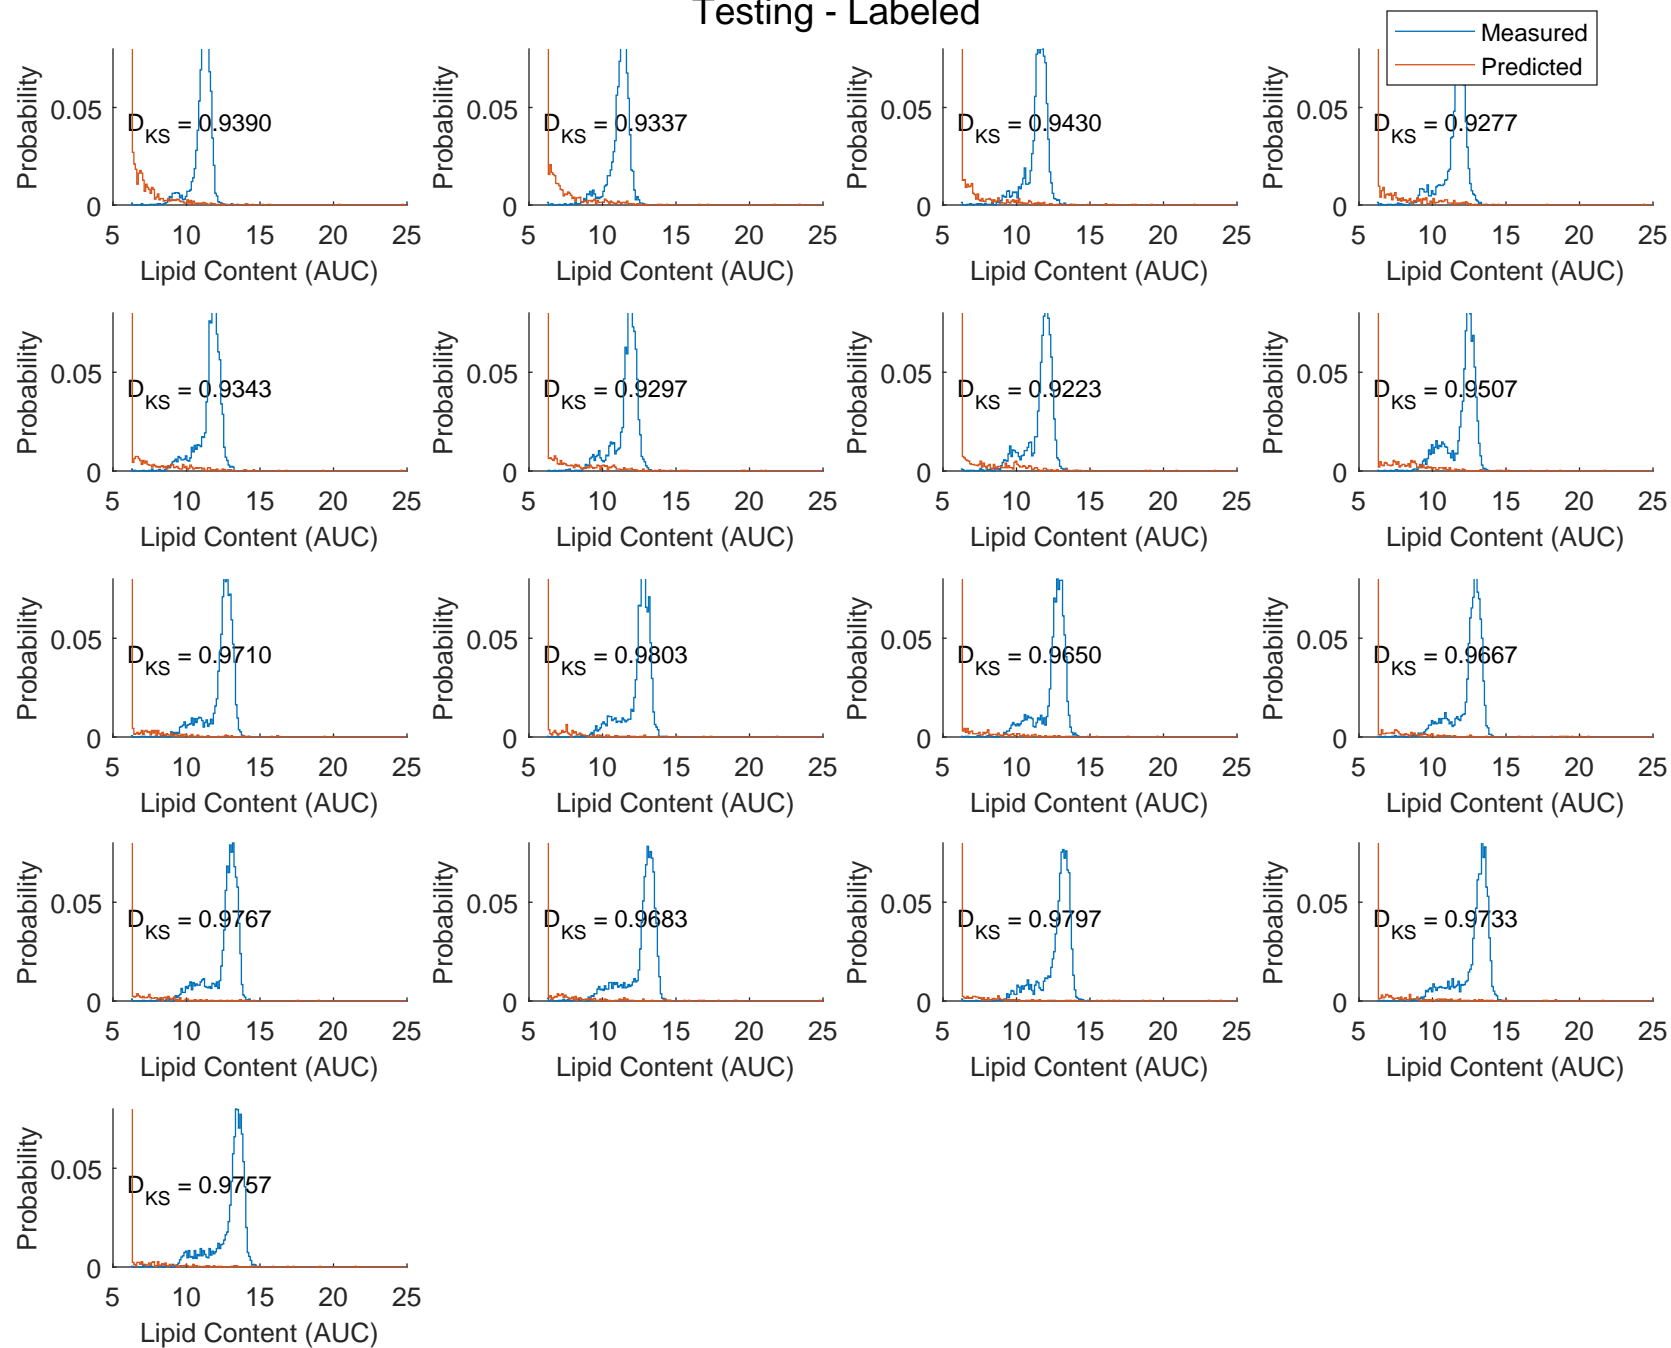 Testing - Labeled
Measured
Predicted
Probability
0.05
0
D_KS = 0.9390
5 10 15 20 25
Lipid Content (AUC)
Probability
0.05
0
D_KS = 0.9337
5 10 15 20 25
Lipid Content (AUC)
Probability
0.05
0
D_KS = 0.9430
5 10 15 20 25
Lipid Content (AUC)
Probability
0.05
0
D_KS = 0.9277
5 10 15 20 25
Lipid Content (AUC)
Probability
0.05
0
D_KS = 0.9343
5 10 15 20 25
Lipid Content (AUC)
Probability
0.05
0
D_KS = 0.9297
5 10 15 20 25
Lipid Content (AUC)
Probability
0.05
0
D_KS = 0.9223
5 10 15 20 25
Lipid Content (AUC)
Probability
0.05
0
D_KS = 0.9507
5 10 15 20 25
Lipid Content (AUC)
Probability
0.05
0
D_KS = 0.9710
5 10 15 20 25
Lipid Content (AUC)
Probability
0.05
0
D_KS = 0.9803
5 10 15 20 25
Lipid Content (AUC)
Probability
0.05
0
D_KS = 0.9650
5 10 15 20 25
Lipid Content (AUC)
Probability
0.05
0
D_KS = 0.9667
5 10 15 20 25
Lipid Content (AUC)
Probability
0.05
0
D_KS = 0.9767
5 10 15 20 25
Lipid Content (AUC)
Probability
0.05
0
D_KS = 0.9683
5 10 15 20 25
Lipid Content (AUC)
Probability
0.05
0
D_KS = 0.9797
5 10 15 20 25
Lipid Content (AUC)
Probability
0.05
0
D_KS = 0.9733
5 10 15 20 25
Lipid Content (AUC)
Probability
0.05
0
D_KS = 0.9757
5 10 15 20 25
Lipid Content (AUC)